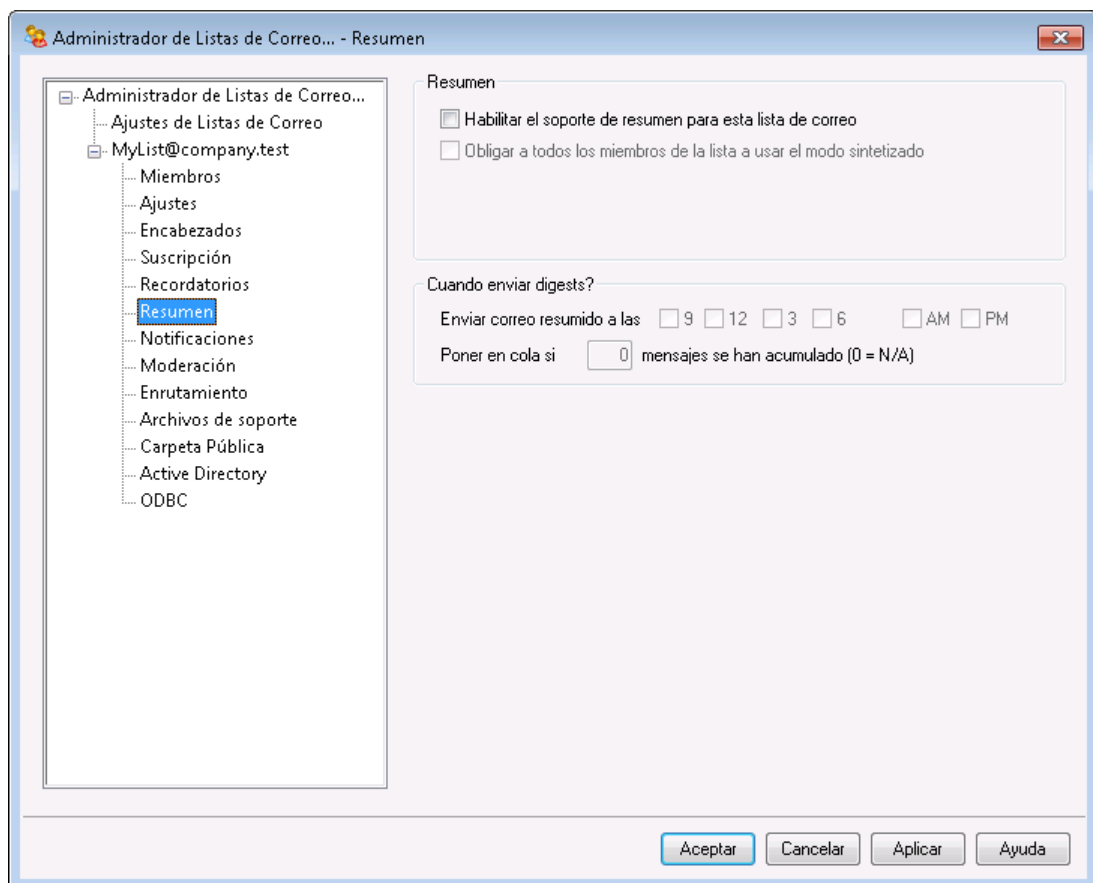 Administrador de Listas de Correo... - Resumen
Administrador de Listas de Correo...
Ajustes de Listas de Correo
MyList@company.test
Miembros
Ajustes
Encabezados
Suscripción
Recordatorios
Resumen
Notificaciones
Moderación
Enrutamiento
Archivos de soporte
Carpeta Pública
Active Directory
ODBC
Resumen
Habilitar el soporte de resumen para esta lista de correo
Obligar a todos los miembros de la lista a usar el modo sintetizado
Cuando enviar digests?
Enviar correo resumido a las 9 12 3 6 AM PM
Poner en cola si 0 mensajes se han acumulado (0 = N/A)
Aceptar Cancelar Aplicar Ayuda